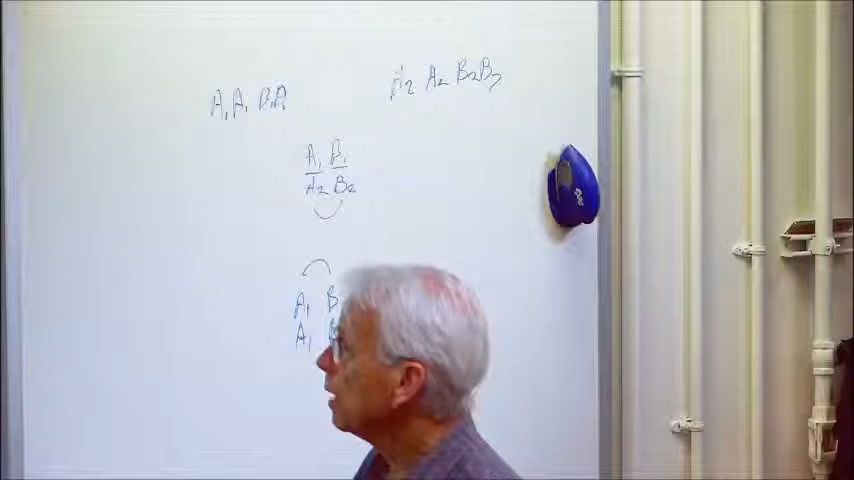 A₁A₁ B₁B₁
A₂ A₂ B₂B₂
A₁ B₁
A₂ B₂
A₁ B
A₁